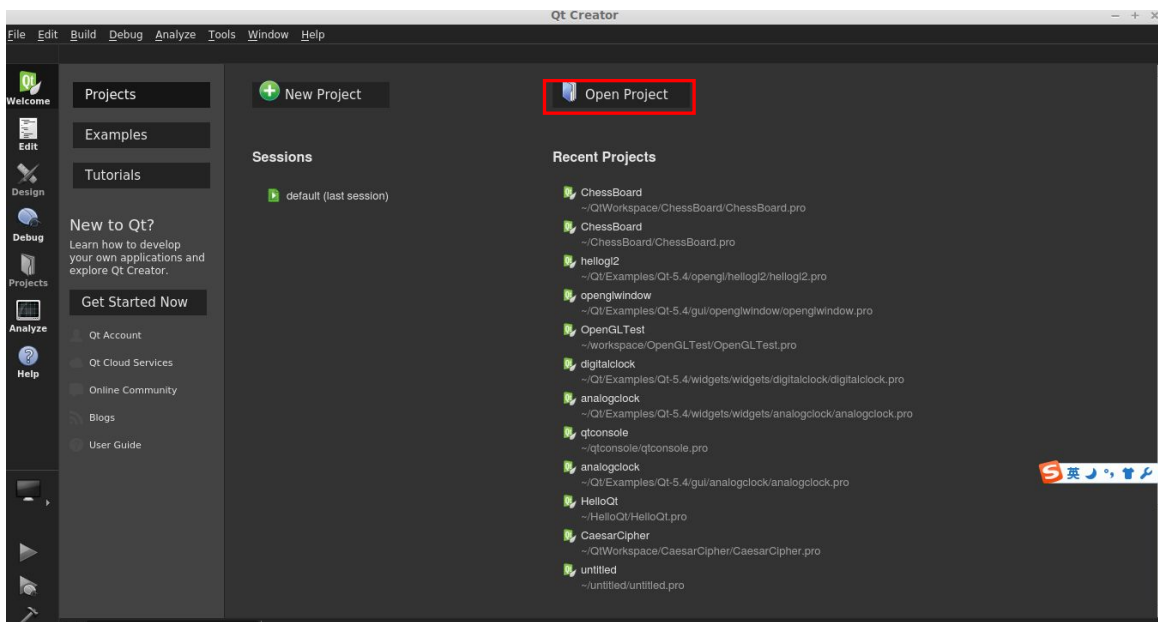 Qt Creator
File Edit Build Debug Analyze Tools Window Help
Welcome
Edit
Design
Debug
Projects
Analyze
Help
Projects
Examples
Tutorials
New to Qt?
Learn how to develop
your own applications and
explore Qt Creator.
Get Started Now
Qt Account
Qt Cloud Services
Online Community
Blogs
User Guide
New Project
Open Project
Sessions
default (last session)
Recent Projects
ChessBoard
~/QtWorkspace/ChessBoard/ChessBoard.pro
ChessBoard
~/ChessBoard/ChessBoard.pro
hellogl2
~/Qt/Examples/Qt-5.4/opengl/hellogl2/hellogl2.pro
openglwindow
~/Qt/Examples/Qt-5.4/gui/openglwindow/openglwindow.pro
OpenGLTest
~/workspace/OpenGLTest/OpenGLTest.pro
digitalclock
~/Qt/Examples/Qt-5.4/widgets/widgets/digitalclock/digitalclock.pro
analogclock
~/Qt/Examples/Qt-5.4/widgets/widgets/analogclock/analogclock.pro
qtconsole
~/qtconsole/qtconsole.pro
analogclock
~/Qt/Examples/Qt-5.4/gui/analogclock/analogclock.pro
HelloQt
~/HelloQt/HelloQt.pro
CaesarCipher
~/QtWorkspace/CaesarCipher/CaesarCipher.pro
untitled
~/untitled/untitled.pro
英